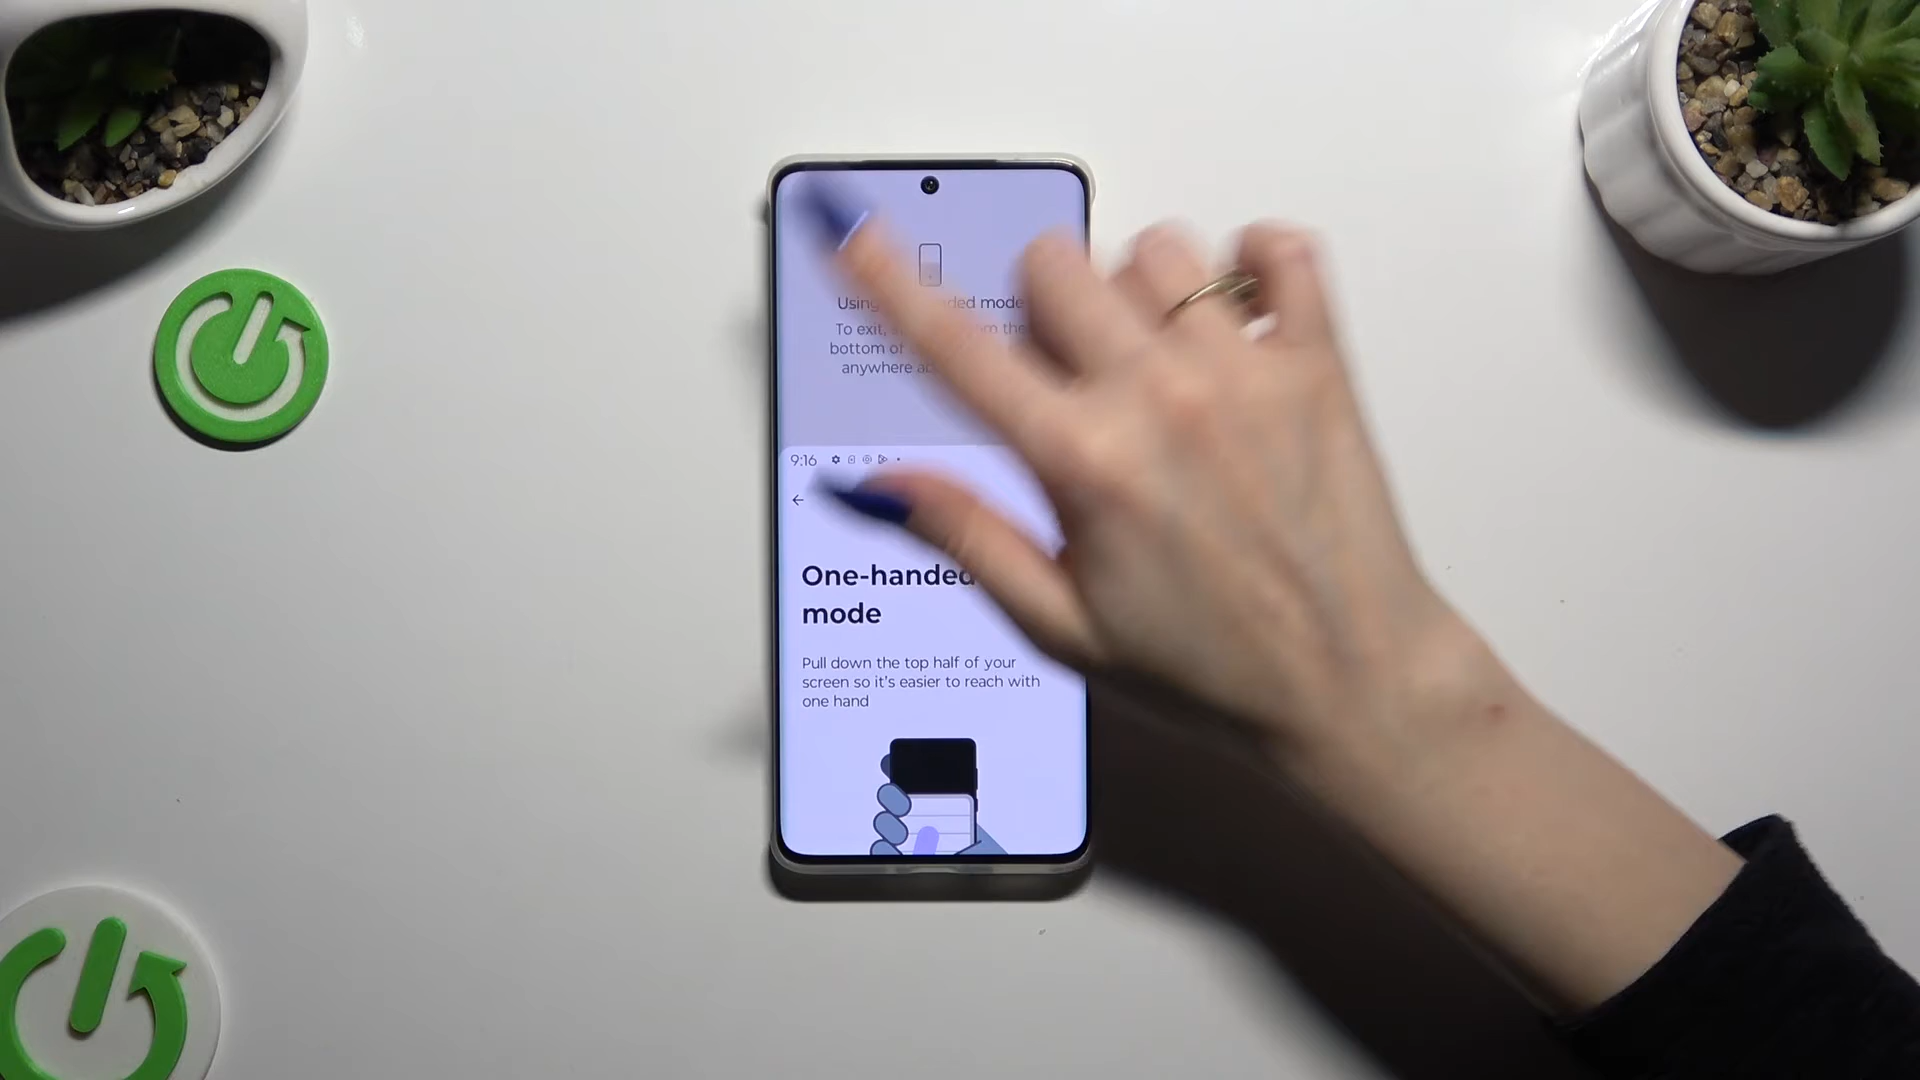 Using mode
To exit, the
bottom of
anywhere
9:16
One-handed
mode
Pull down the top half of your
screen so it's easier to reach with
one hand